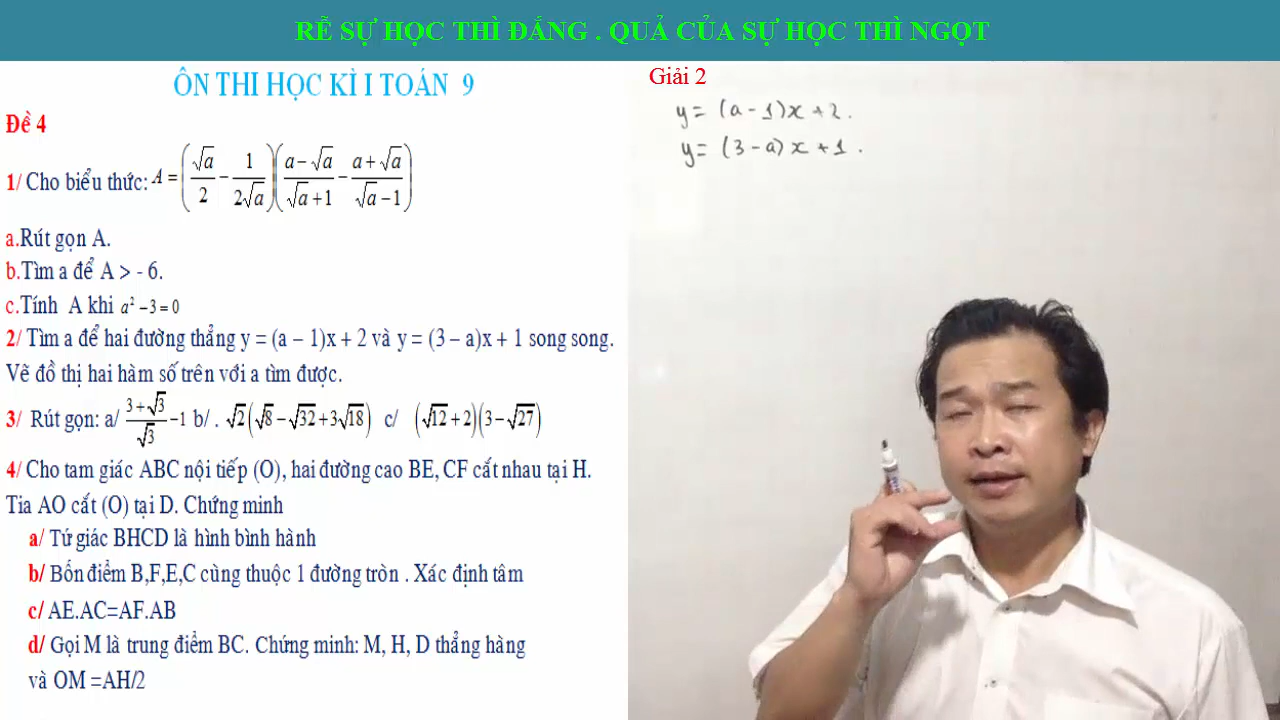 RỄ SỰ HỌC THÌ ĐẮNG . QUẢ CỦA SỰ HỌC THÌ NGỌT
ÔN THI HỌC KÌ I TOÁN 9
Đề 4
1/ Cho biểu thức: A = (√a/2 − 1/(2√a))((a − √a)/(√a + 1) − (a + √a)/(√a − 1))
a.Rút gọn A.
b.Tìm a để A > - 6.
c.Tính A khi a² − 3 = 0
2/ Tìm a để hai đường thẳng y = (a – 1)x + 2 và y = (3 – a)x + 1 song song.
Vẽ đồ thị hai hàm số trên với a tìm được.
3/ Rút gọn: a/ (3 + √3)/√3 − 1 b/ . √2(√8 − √32 + 3√18) c/ (√12 + 2)(3 − √27)
4/ Cho tam giác ABC nội tiếp (O), hai đường cao BE, CF cắt nhau tại H.
Tia AO cắt (O) tại D. Chứng minh
a/ Tứ giác BHCD là hình bình hành
b/ Bốn điểm B,F,E,C cùng thuộc 1 đường tròn . Xác định tâm
c/ AE.AC=AF.AB
d/ Gọi M là trung điểm BC. Chứng minh: M, H, D thẳng hàng
và OM =AH/2
Giải 2
y = (a - 1)x + 2.
y = (3 - a)x + 1.